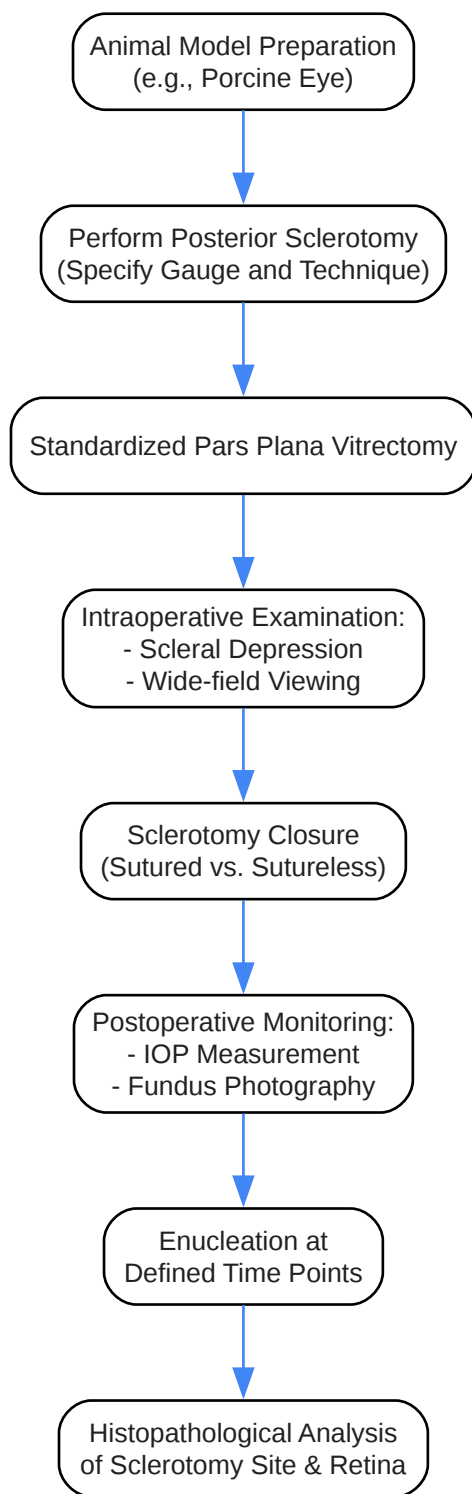 Animal Model Preparation
(e.g., Porcine Eye)
Perform Posterior Sclerotomy
(Specify Gauge and Technique)
Standardized Pars Plana Vitrectomy
Intraoperative Examination:
- Scleral Depression
- Wide-field Viewing
Sclerotomy Closure
(Sutured vs. Sutureless)
Postoperative Monitoring:
- IOP Measurement
- Fundus Photography
Enucleation at
Defined Time Points
Histopathological Analysis
of Sclerotomy Site & Retina